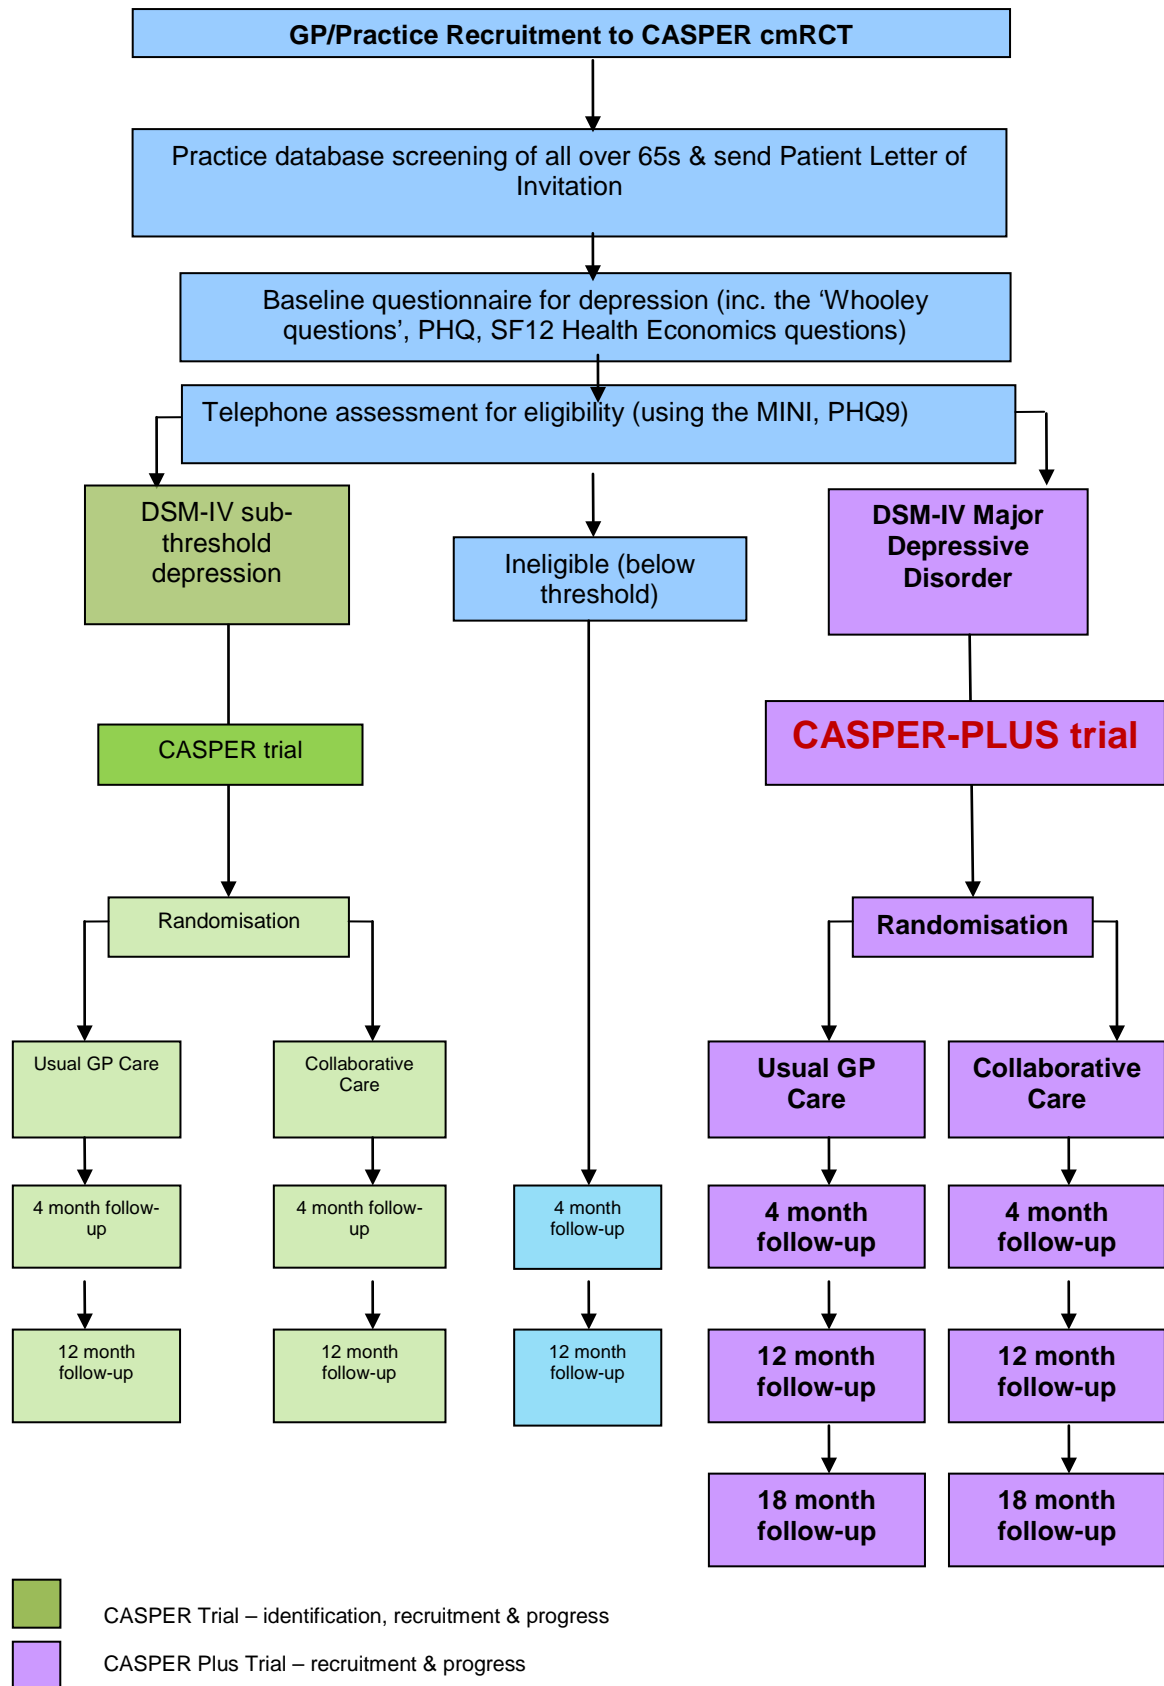 GP/Practice Recruitment to CASPER cmRCT
Practice database screening of all over 65s & send Patient Letter of
Invitation
Baseline questionnaire for depression (inc. the ‘Whooley
questions’, PHQ, SF12 Health Economics questions)
Telephone assessment for eligibility (using the MINI, PHQ9)
DSM-IV sub-
threshold
depression
Ineligible (below
threshold)
DSM-IV Major
Depressive
Disorder
CASPER trial
CASPER-PLUS trial
Randomisation
Randomisation
Usual GP Care
Collaborative
Care
Usual GP
Care
Collaborative
Care
4 month follow-
up
4 month follow-
up
4 month
follow-up
4 month
follow-up
4 month
follow-up
12 month
follow-up
12 month
follow-up
12 month
follow-up
12 month
follow-up
12 month
follow-up
18 month
follow-up
18 month
follow-up
CASPER Trial – identification, recruitment & progress
CASPER Plus Trial – recruitment & progress